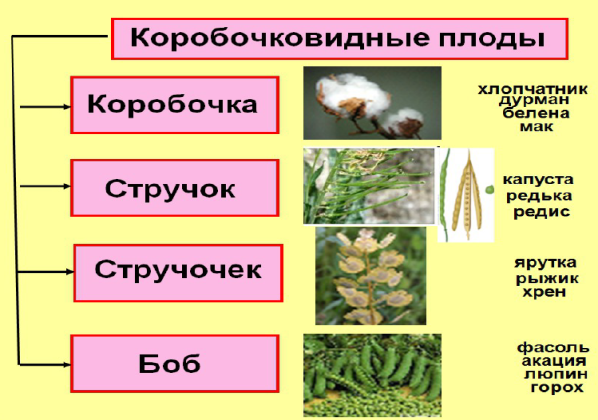 Коробочковидные плоды
Коробочка
хлопчатник
дурман
белена
мак
Стручок
капуста
редька
редис
Стручочек
ярутка
рыжик
хрен
Боб
фасоль
акация
люпин
горох